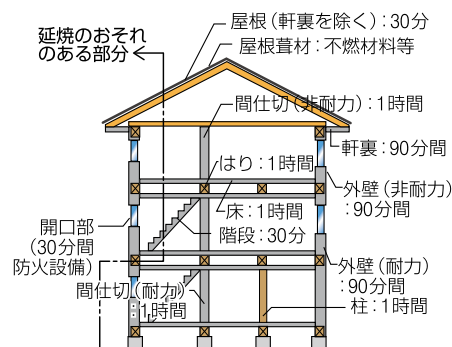 屋根（軒裏を除く）：30分
延焼のおそれ
のある部分
屋根葺材：不燃材料等
間仕切（非耐力）：1時間
軒裏：90分間
はり：1時間
外壁（非耐力）
：90分間
床：1時間
開口部
（30分間
防火設備）
階段：30分
外壁（耐力）
：90分間
間仕切（耐力）
：1時間
柱：1時間